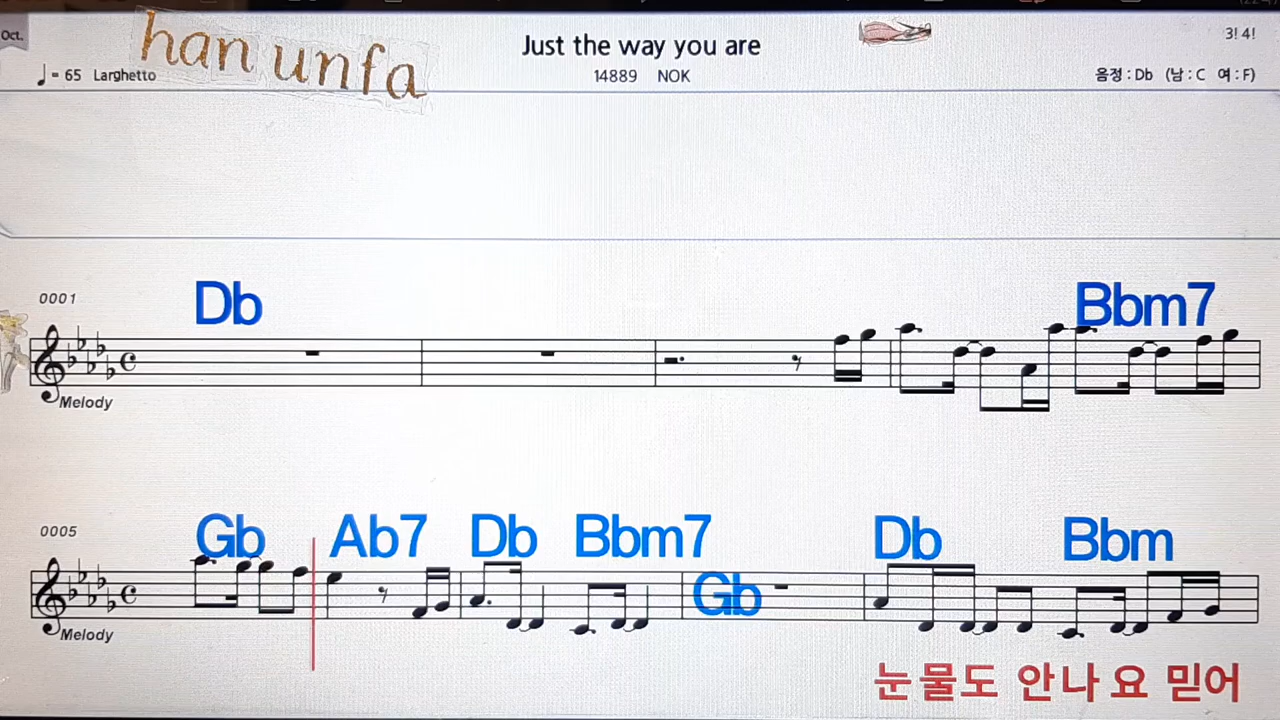 Oct.
han unfa
Just the way you are
3! 4!
♩= 65 Larghetto
14889 NOK
음정 : Db (남 : C 여 : F)
0001
Db
Bbm7
Melody
0005
Gb Ab7 Db Bbm7 Db Bbm
Gb
Melody
눈물도 안나요 믿어